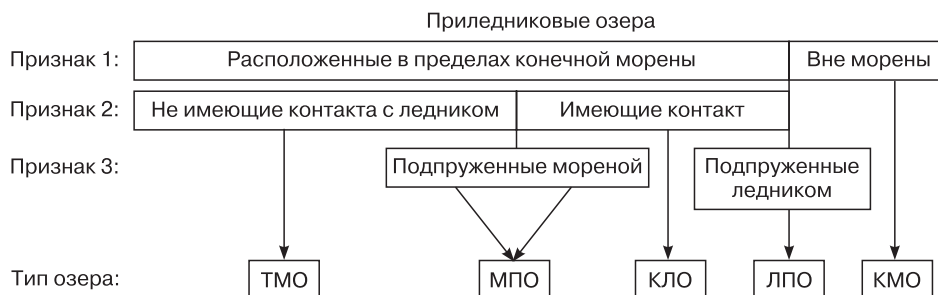 Приледниковые озера
Признак 1: Расположенные в пределах конечной морены Вне морены
Признак 2: Не имеющие контакта с ледником Имеющие контакт
Признак 3: Подпруженные мореной Подпруженные
ледником
Тип озера: ТМО МПО КЛО ЛПО КМО